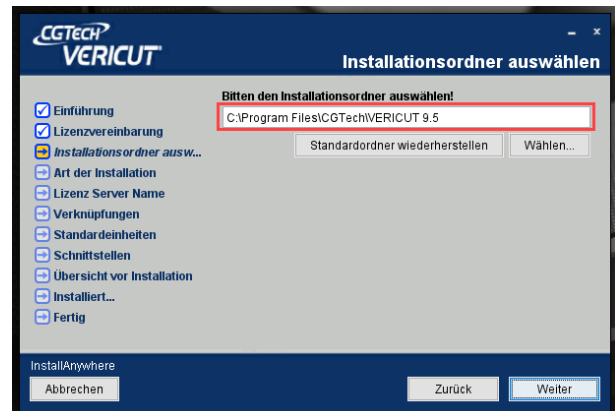 CGTECH
VERICUT
Installationsordner auswählen
Bitten den Installationsordner auswählen!
C:\Program Files\CGTech\VERICUT 9.5
Standardordner wiederherstellen
Wählen...
Einführung
Lizenzvereinbarung
Installationsordner ausw...
Art der Installation
Lizenz Server Name
Verknüpfungen
Standardeinheiten
Schnittstellen
Übersicht vor Installation
Installiert...
Fertig
InstallAnywhere
Abbrechen
Zurück
Weiter